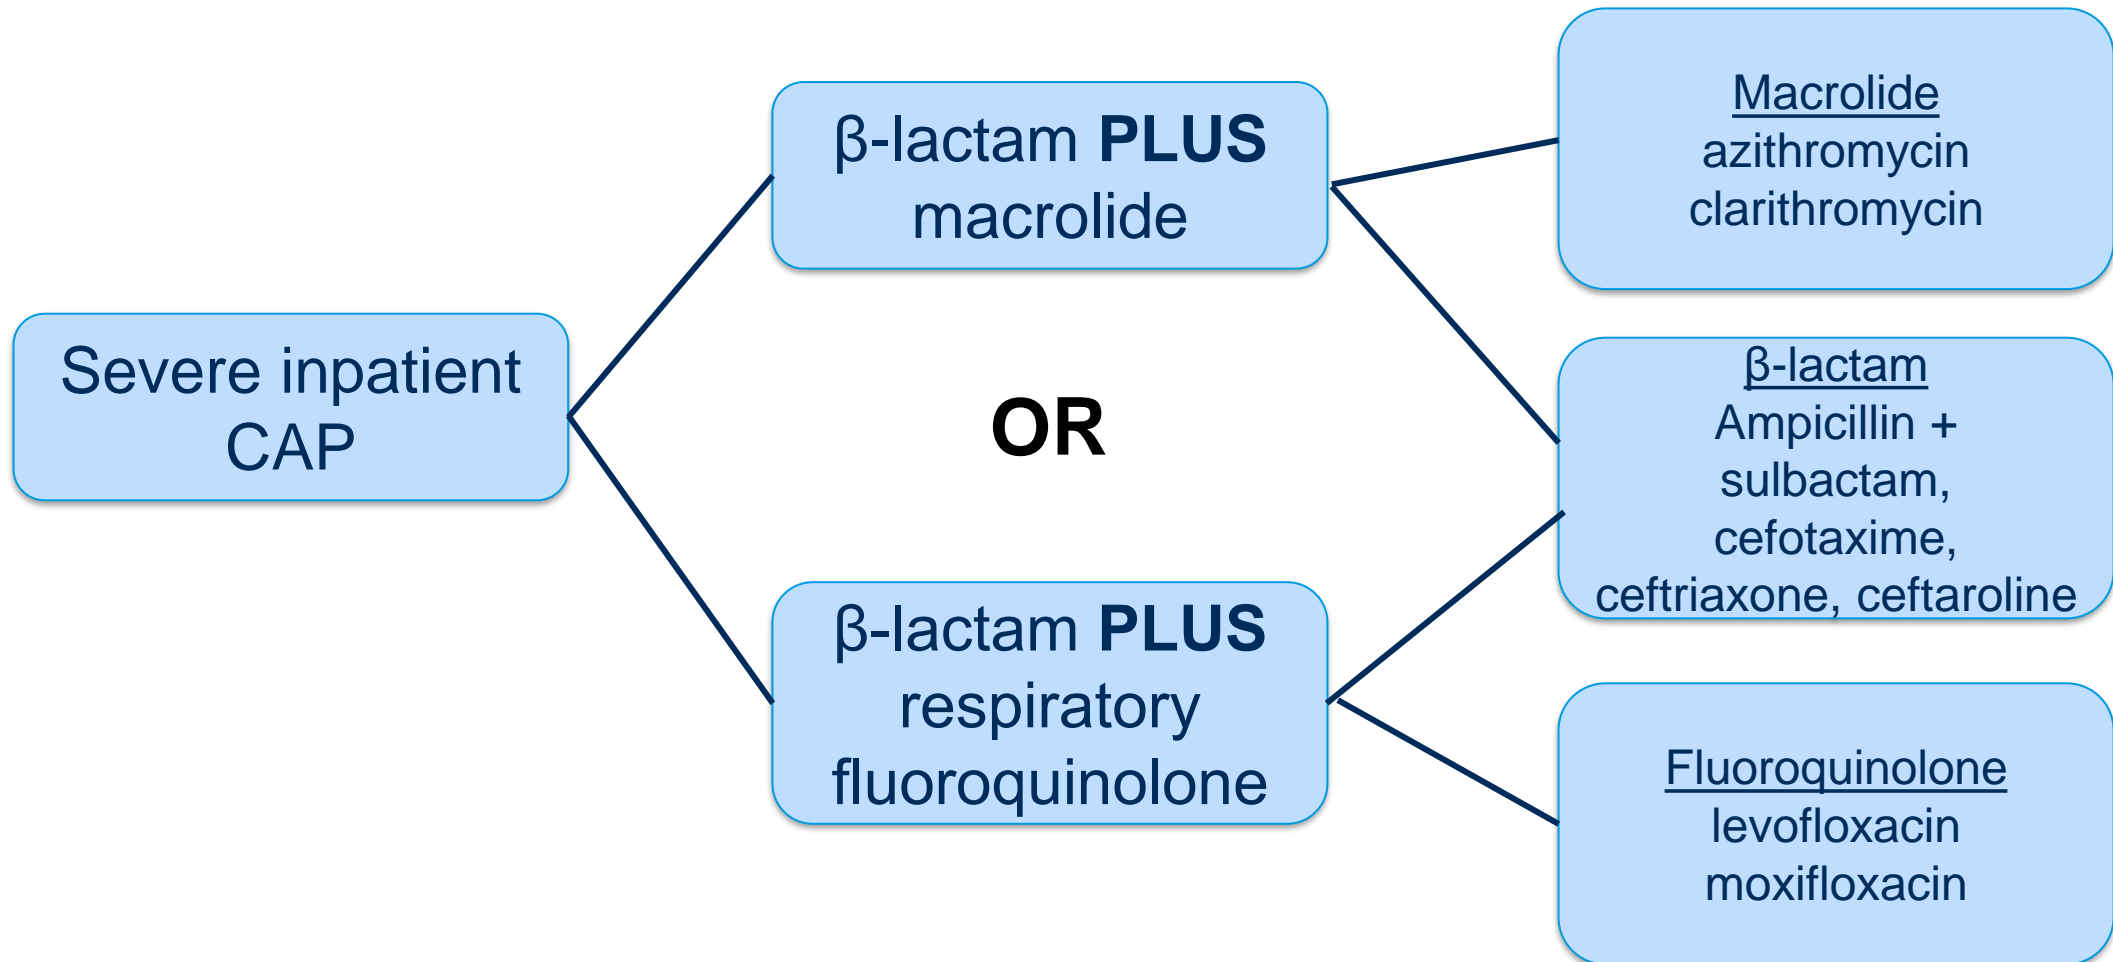 Severe inpatient
CAP
β-lactam PLUS
macrolide
OR
β-lactam PLUS
respiratory
fluoroquinolone
Macrolide
azithromycin
clarithromycin
β-lactam
Ampicillin +
sulbactam,
cefotaxime,
ceftriaxone, ceftaroline
Fluoroquinolone
levofloxacin
moxifloxacin